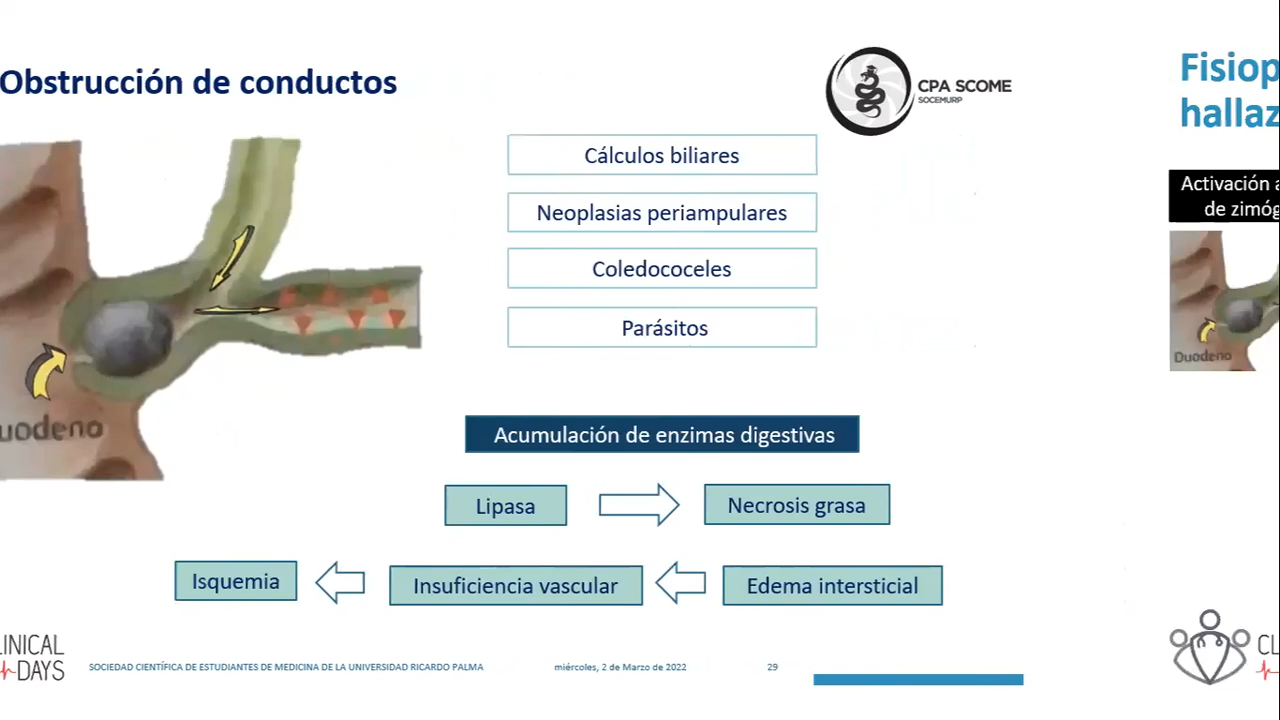 Obstrucción de conductos
CPA SCOME
SOCEMURP
Cálculos biliares
Neoplasias periampulares
Coledococeles
Parásitos
uodeno
Acumulación de enzimas digestivas
Lipasa
Necrosis grasa
Isquemia
Insuficiencia vascular
Edema intersticial
LINICAL
DAYS
SOCIEDAD CIENTÍFICA DE ESTUDIANTES DE MEDICINA DE LA UNIVERSIDAD RICARDO PALMA
miércoles, 2 de Marzo de 2022
29
Fisiop
hallaz
Activación a
de zimóg
Duodeno
CL